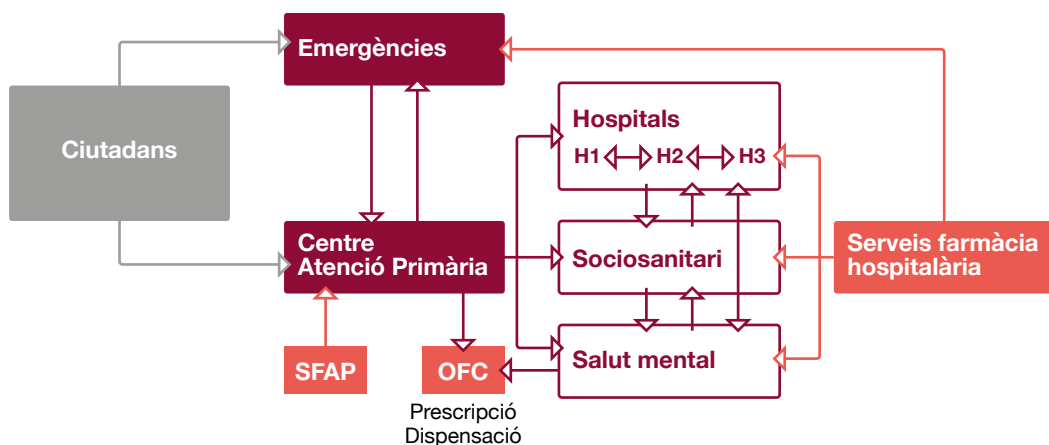 Emergències
Ciutadans
Hospitals
H1 H2 H3
Centre
Atenció Primària
Sociosanitari
Serveis farmàcia
hospitalària
Salut mental
SFAP
OFC
Prescripció
Dispensació